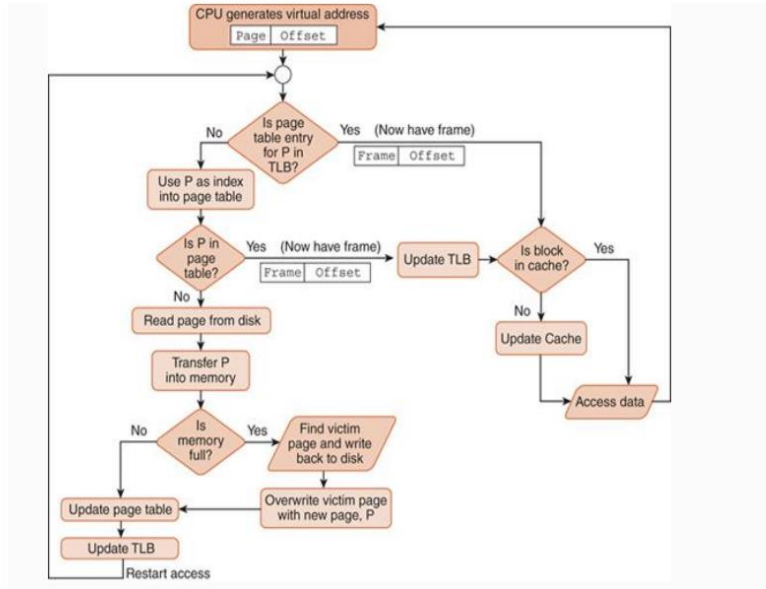 CPU generates virtual address
Page Offset
Is page
table entry
for P in
TLB?
No
Yes (Now have frame)
Frame Offset
Use P as index
into page table
Is P in
page
table?
Yes (Now have frame)
Frame Offset
Update TLB
Is block
in cache?
Yes
No
Read page from disk
No
Update Cache
Transfer P
into memory
Access data
Is
memory
full?
No
Yes
Find victim
page and write
back to disk
Update page table
Overwrite victim page
with new page, P
Update TLB
Restart access